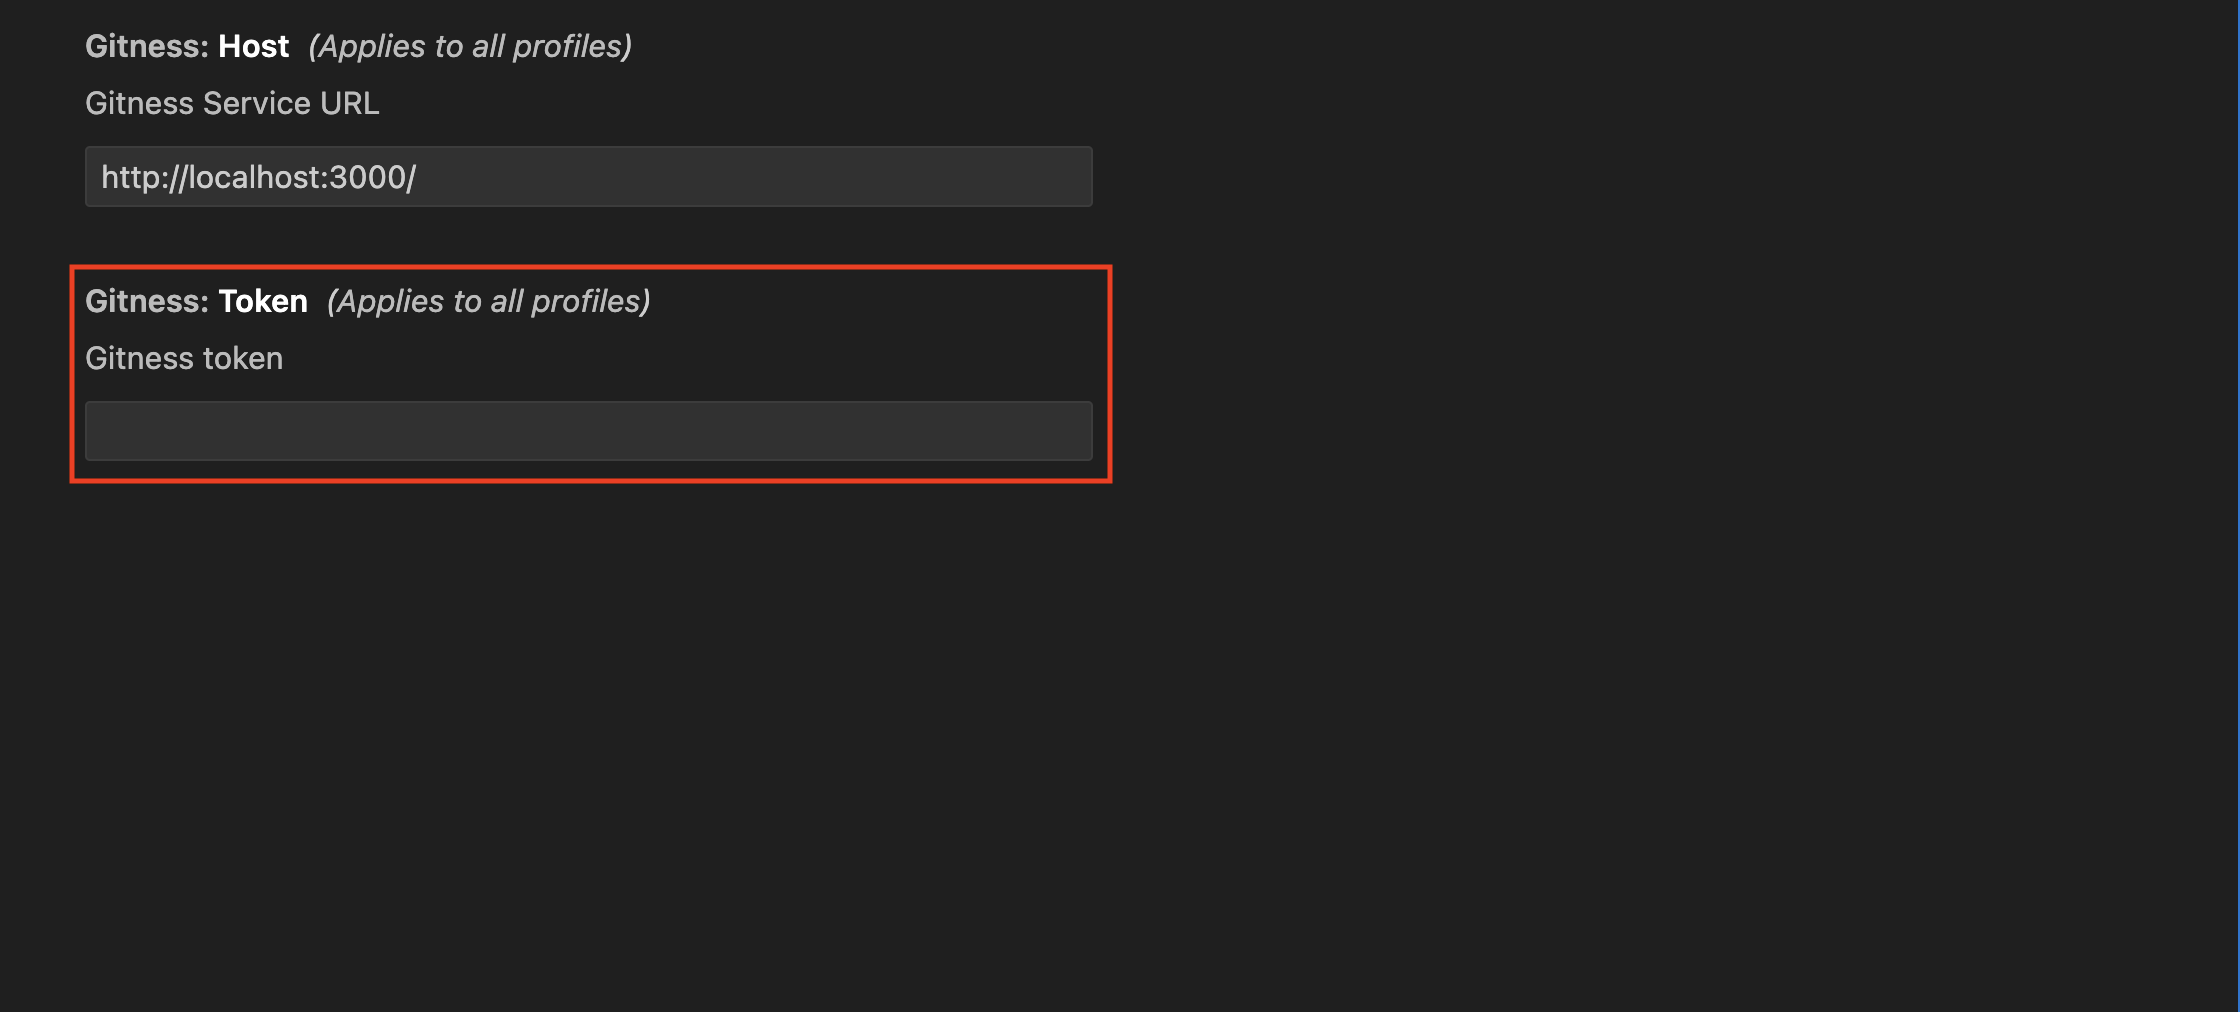 Gitness: Host (Applies to all profiles)
Gitness Service URL
http://localhost:3000/
Gitness: Token (Applies to all profiles)
Gitness token